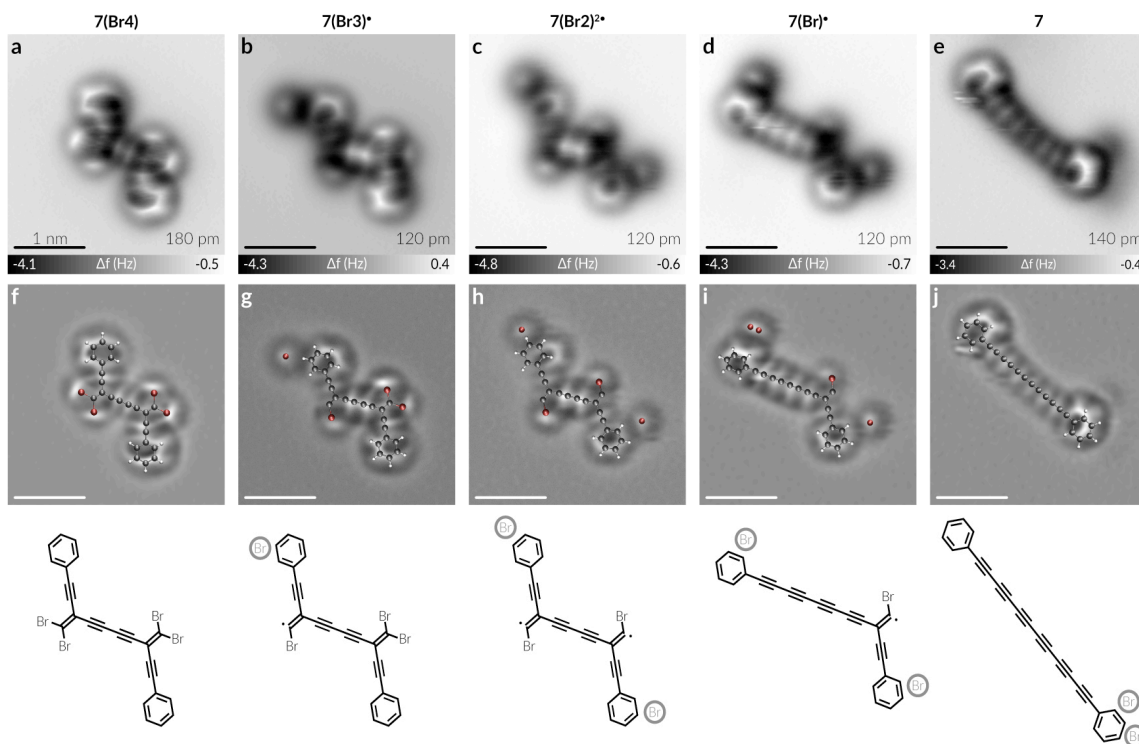 7(Br4) 7(Br3)• 7(Br2)²• 7(Br)• 7
a b c d e
1 nm 180 pm 120 pm 120 pm 120 pm 140 pm
-4.1 Δf (Hz) -0.5 -4.3 Δf (Hz) 0.4 -4.8 Δf (Hz) -0.6 -4.3 Δf (Hz) -0.7 -3.4 Δf (Hz) -0.4
f g h i j
Br
Br Br
Br
Br Br
Br
Br Br
Br
Br
Br
Br
Br
Br
Br
Br
Br
Br
Br